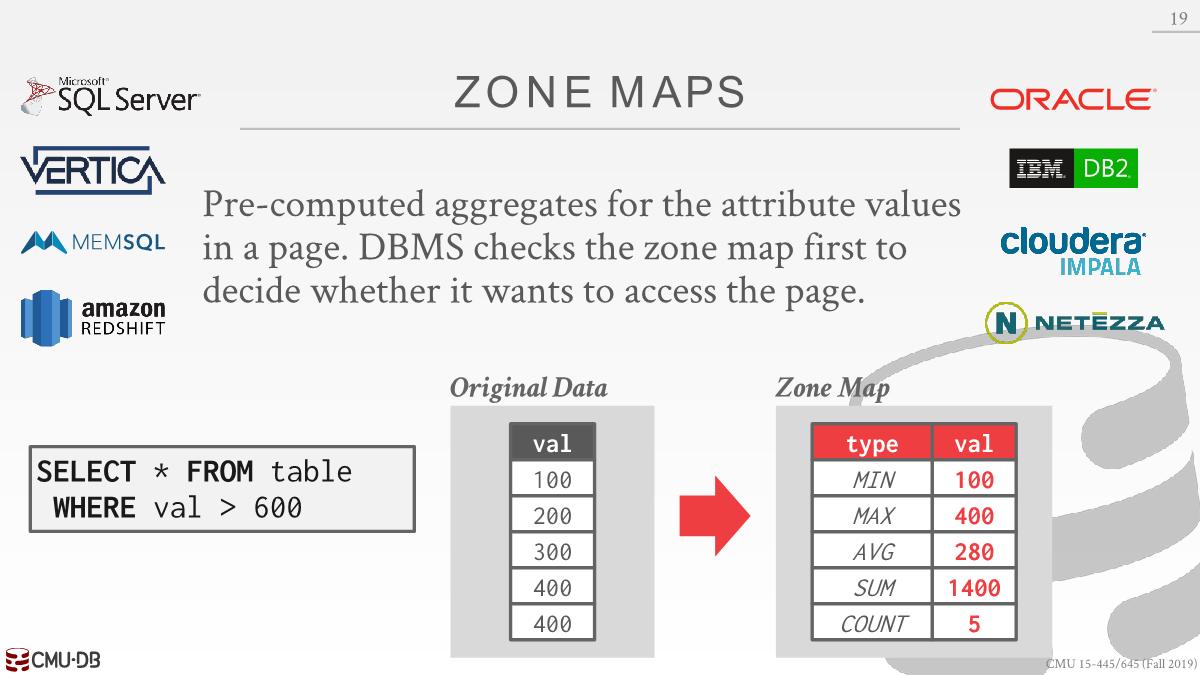 19
ZONE MAPS
Microsoft®
SQL Server®
VERTICA
MEMSQL
amazon
REDSHIFT
ORACLE®
IBM. DB2.
cloudera®
IMPALA
N NETĒZZA
Pre-computed aggregates for the attribute values
in a page. DBMS checks the zone map first to
decide whether it wants to access the page.
SELECT * FROM table
WHERE val > 600
Original Data
val
100
200
300
400
400
Zone Map
type val
MIN 100
MAX 400
AVG 280
SUM 1400
COUNT 5
CMU·DB
CMU 15-445/645 (Fall 2019)